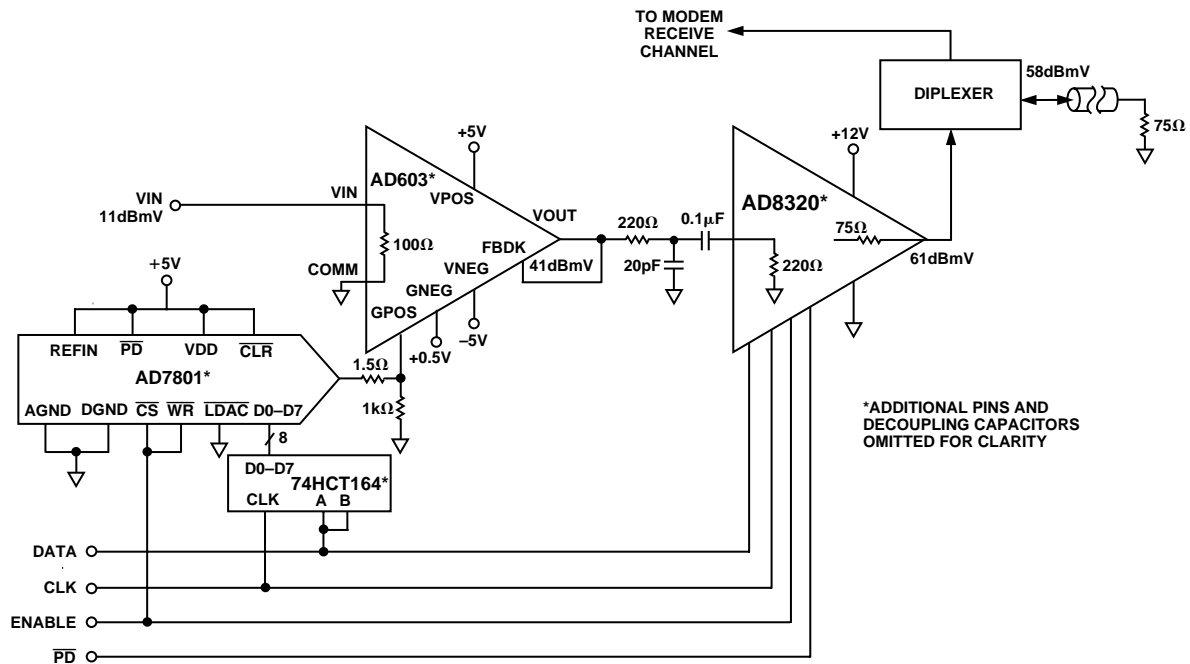 TO MODEM
RECEIVE
CHANNEL
58dBmV
DIPLEXER
75Ω
+5V
+12V
AD603*
VPOS
VIN
11dBmV
VIN
VOUT
AD8320*
220Ω
0.1µF
75Ω
100Ω
FBDK
41dBmV
20pF
220Ω
61dBmV
COMM
VNEG
GNEG
GPOS
–5V
+0.5V
+5V
REFIN
PD
VDD
CLR
AD7801*
1.5Ω
1kΩ
AGND
DGND
CS
WR
LDAC
D0–D7
8
*ADDITIONAL PINS AND
DECOUPLING CAPACITORS
OMITTED FOR CLARITY
D0–D7
74HCT164*
CLK
A
B
DATA
CLK
ENABLE
PD